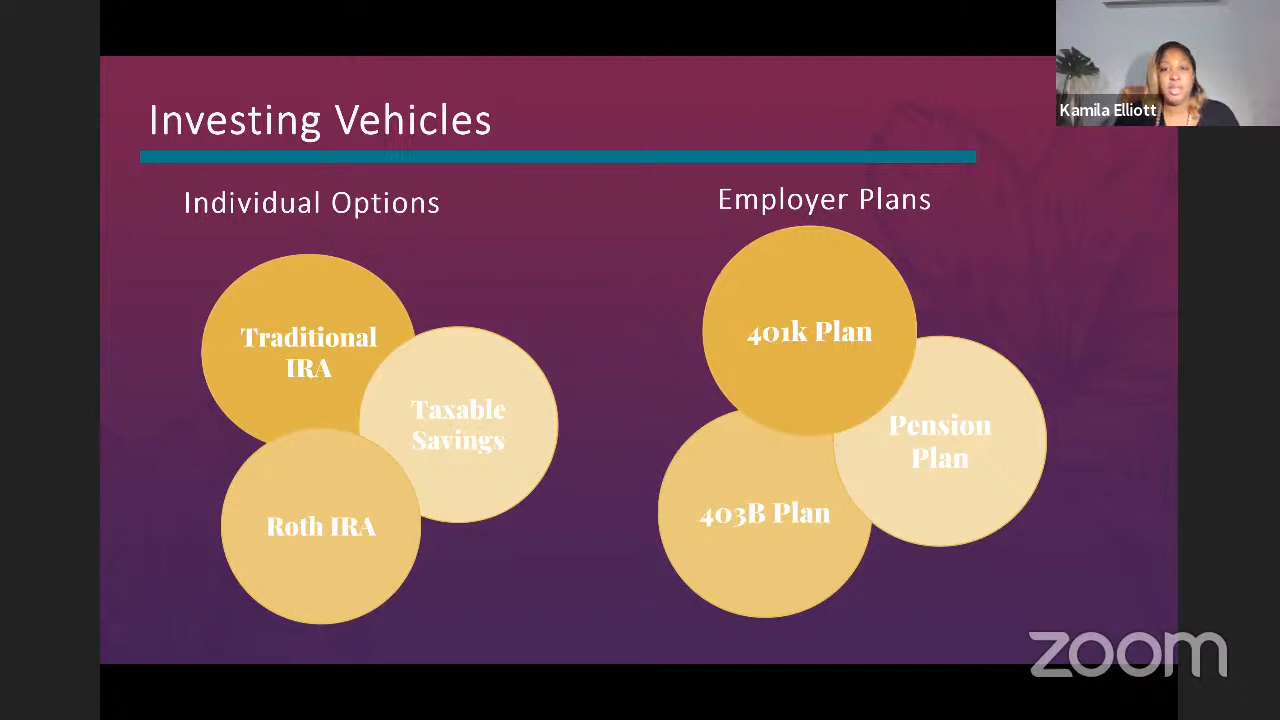 Investing Vehicles
Kamila Elliott
Individual Options
Employer Plans
Traditional
IRA
Taxable
Savings
Roth IRA
401k Plan
Pension
Plan
403B Plan
zoom